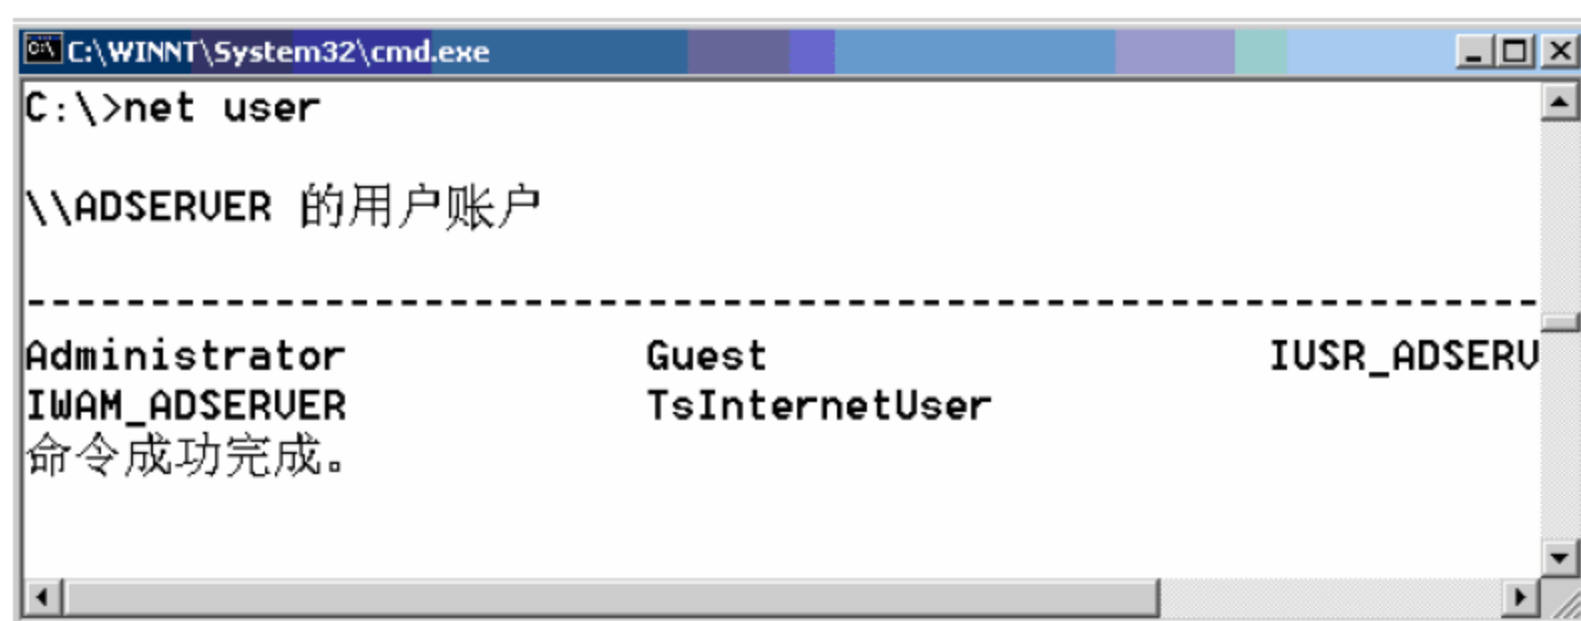 C:\WINNT\System32\cmd.exe
C:\>net user
\\ADSERVER 的用户账户
-------------------------------------------------------------
Administrator Guest IUSR_ADSERV
IWAM_ADSERVER TsInternetUser
命令成功完成。